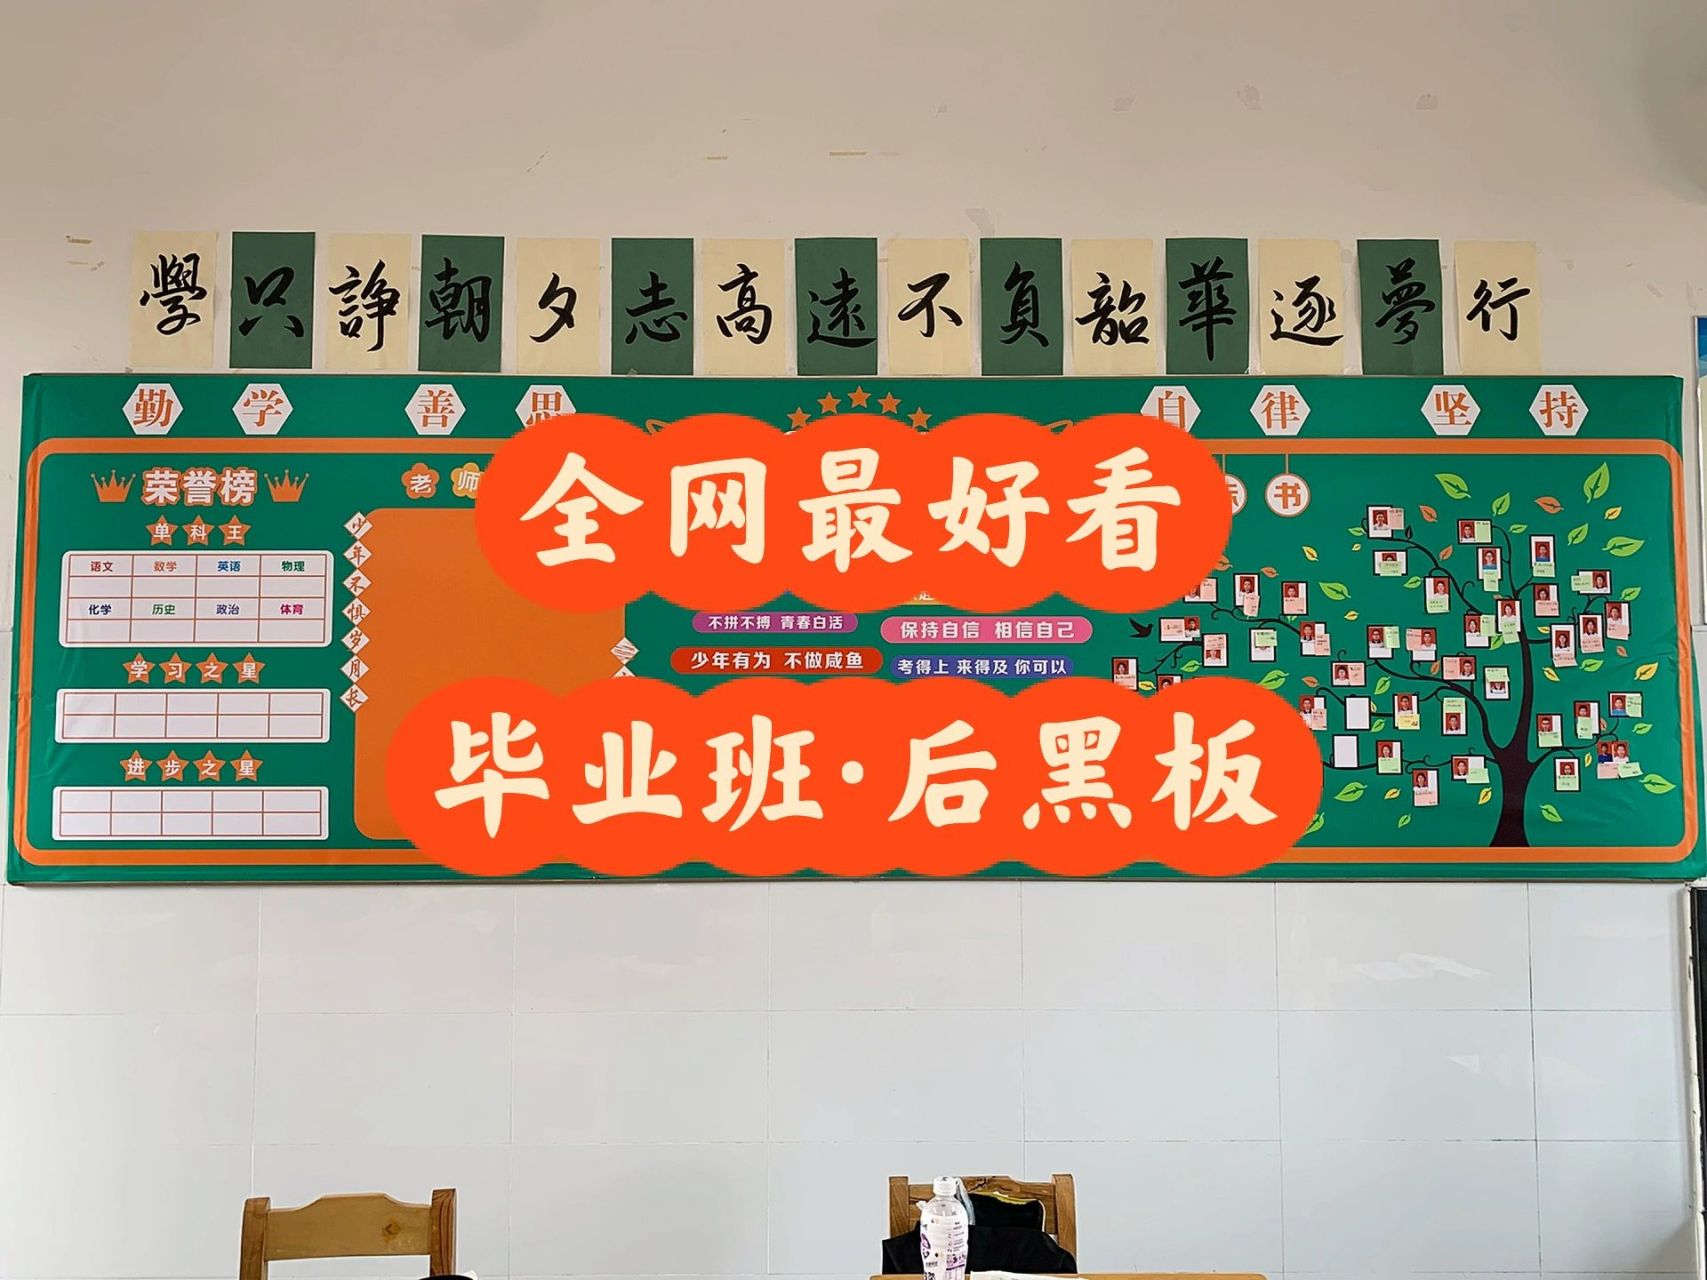 學只諍朝夕志高遠不負韶華逐夢行
勤学 善思 自律 坚持
全网最好看
荣誉榜
老师
书
单科王
语文 数学 英语 物理
化学 历史 政治 体育
学习之星
进步之星
少年不惧岁月长
不拼不搏 青春白活
保持自信 相信自己
少年有为 不做咸鱼
考得上 来得及 你可以
毕业班·后黑板